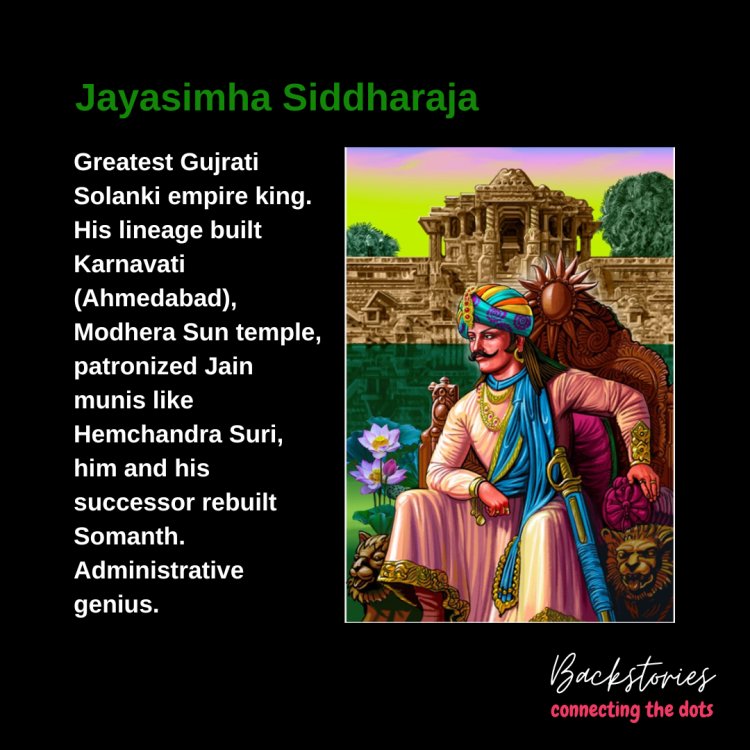 Jayasimha Siddharaja
Greatest Gujrati
Solanki empire king.
His lineage built
Karnavati
(Ahmedabad),
Modhera Sun temple,
patronized Jain
munis like
Hemchandra Suri,
him and his
successor rebuilt
Somanth.
Administrative
genius.
Backstories
connecting the dots